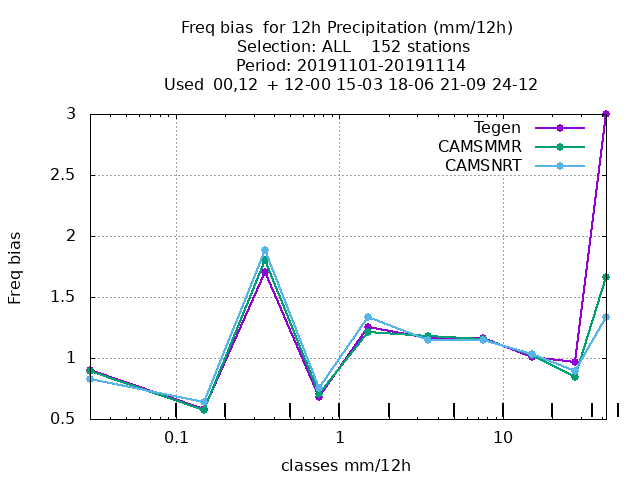 Freq bias  for 12h Precipitation (mm/12h)
Selection: ALL    152 stations
Period: 20191101-20191114
Used  00,12  + 12-00 15-03 18-06 21-09 24-12
Tegen
CAMSMMR
CAMSNRT
3
2.5
2
1.5
1
0.5
Freq bias
0.1
1
10
classes mm/12h